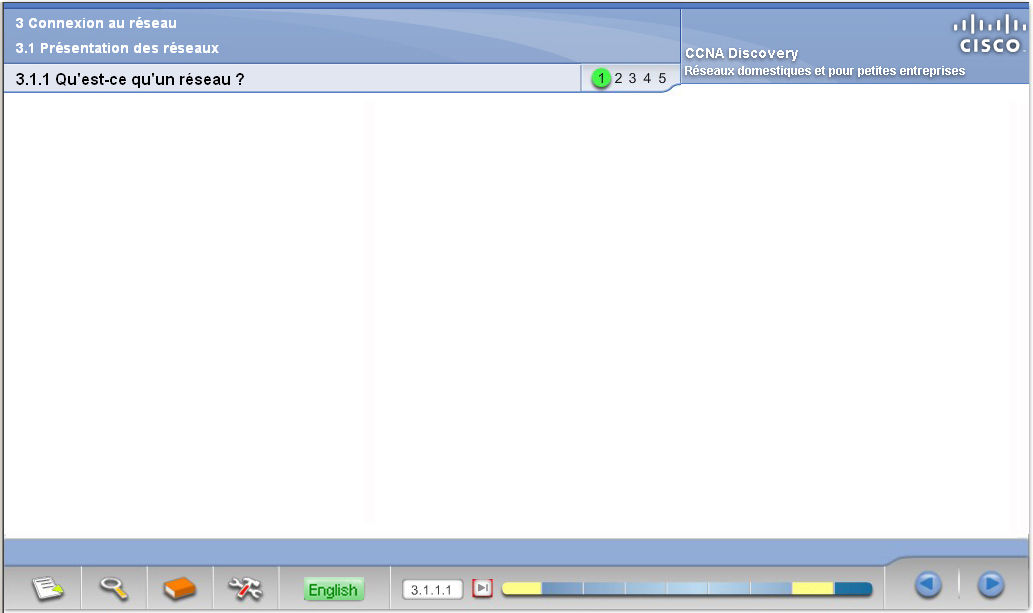 3 Connexion au réseau
3.1 Présentation des réseaux
CISCO
CCNA Discovery
Réseaux domestiques et pour petites entreprises
3.1.1 Qu'est-ce qu'un réseau ?
1 2 3 4 5
English
3.1.1.1